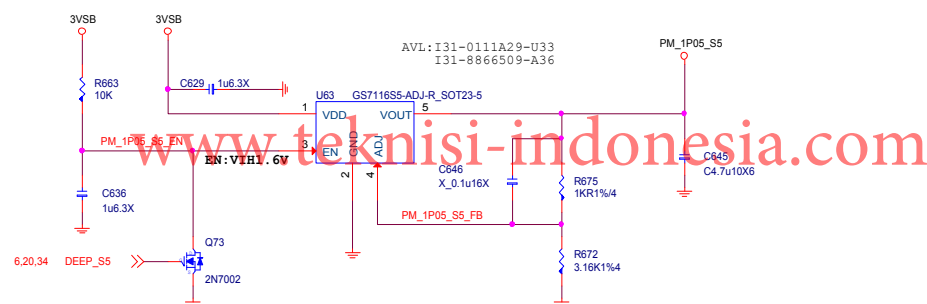 3VSB
3VSB
AVL:I31-0111A29-U33
I31-8866509-A36
PM_1P05_S5
R663
10K
C629
1u6.3X
U63
GS7116S5-ADJ-R_SOT23-5
1
VDD
VOUT
5
PM_1P05_S5_EN
3
EN
GND
ADJ
EN:VIH1.6V
www.teknisi-indonesia.com
2
4
C646
X_0.1u16X
C645
C4.7u10X6
R675
1KR1%/4
C636
1u6.3X
PM_1P05_S5_FB
Q73
2N7002
6,20,34
DEEP_S5
R672
3.16K1%4